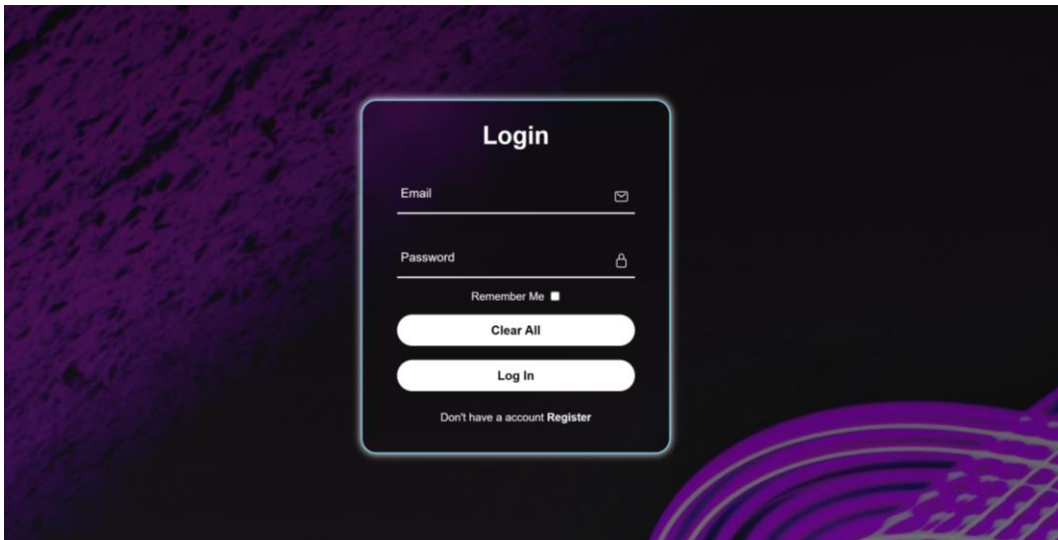 Login
Email
Password
Remember Me
Clear All
Log In
Don't have a account Register